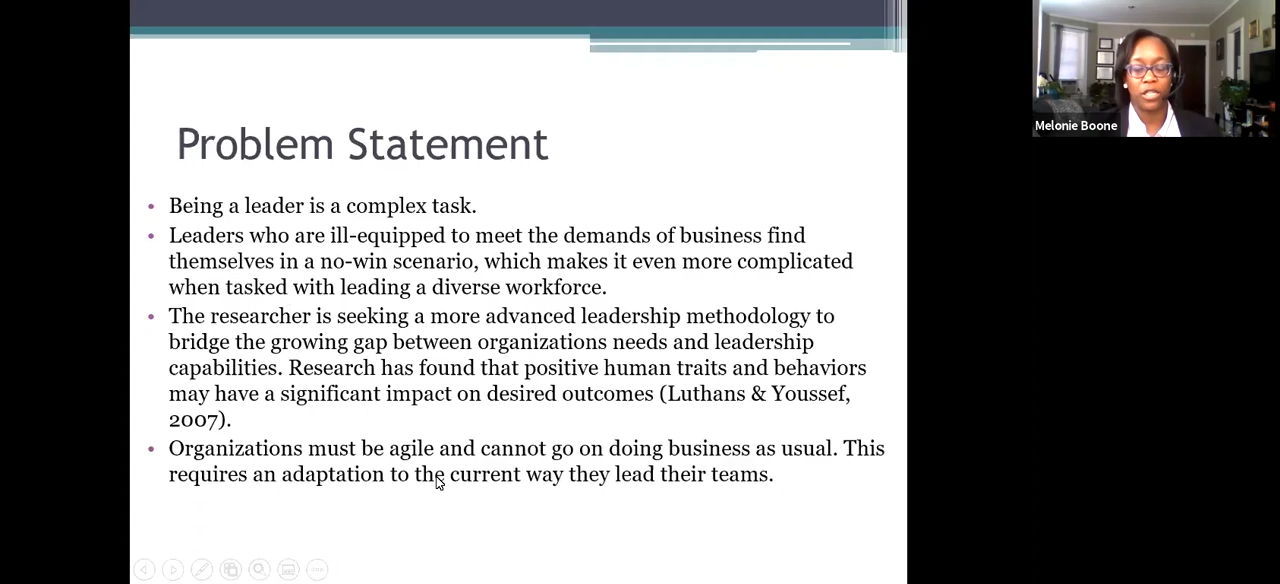 Problem Statement
• Being a leader is a complex task.
• Leaders who are ill-equipped to meet the demands of business find
themselves in a no-win scenario, which makes it even more complicated
when tasked with leading a diverse workforce.
• The researcher is seeking a more advanced leadership methodology to
bridge the growing gap between organizations needs and leadership
capabilities. Research has found that positive human traits and behaviors
may have a significant impact on desired outcomes (Luthans & Youssef,
2007).
• Organizations must be agile and cannot go on doing business as usual. This
requires an adaptation to the current way they lead their teams.
Melonie Boone